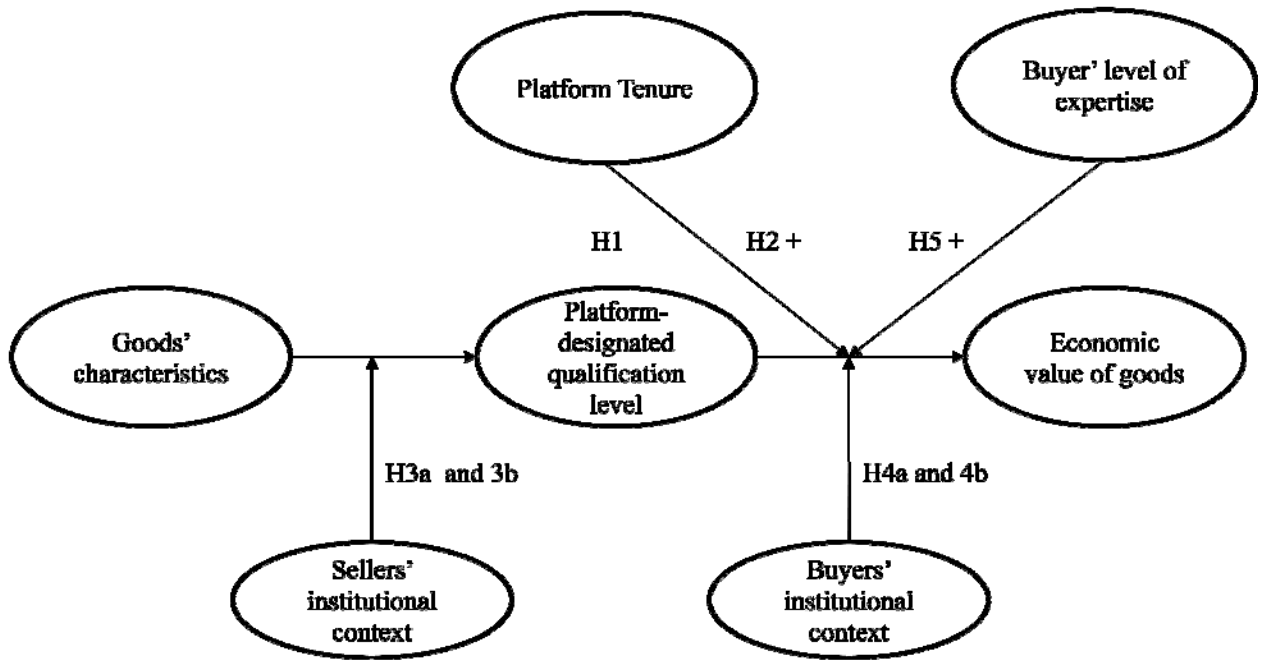 Platform Tenure
Buyer’ level of
expertise
H1
H2 +
H5 +
Goods’
characteristics
Platform-
designated
qualification
level
Economic
value of goods
H3a and 3b
H4a and 4b
Sellers’
institutional
context
Buyers’
institutional
context